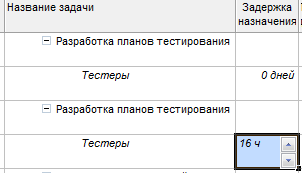 Название задачи
Задержка
назначения
Разработка планов тестирования
Тестеры
0 дней
Разработка планов тестирования
Тестеры
16 ч